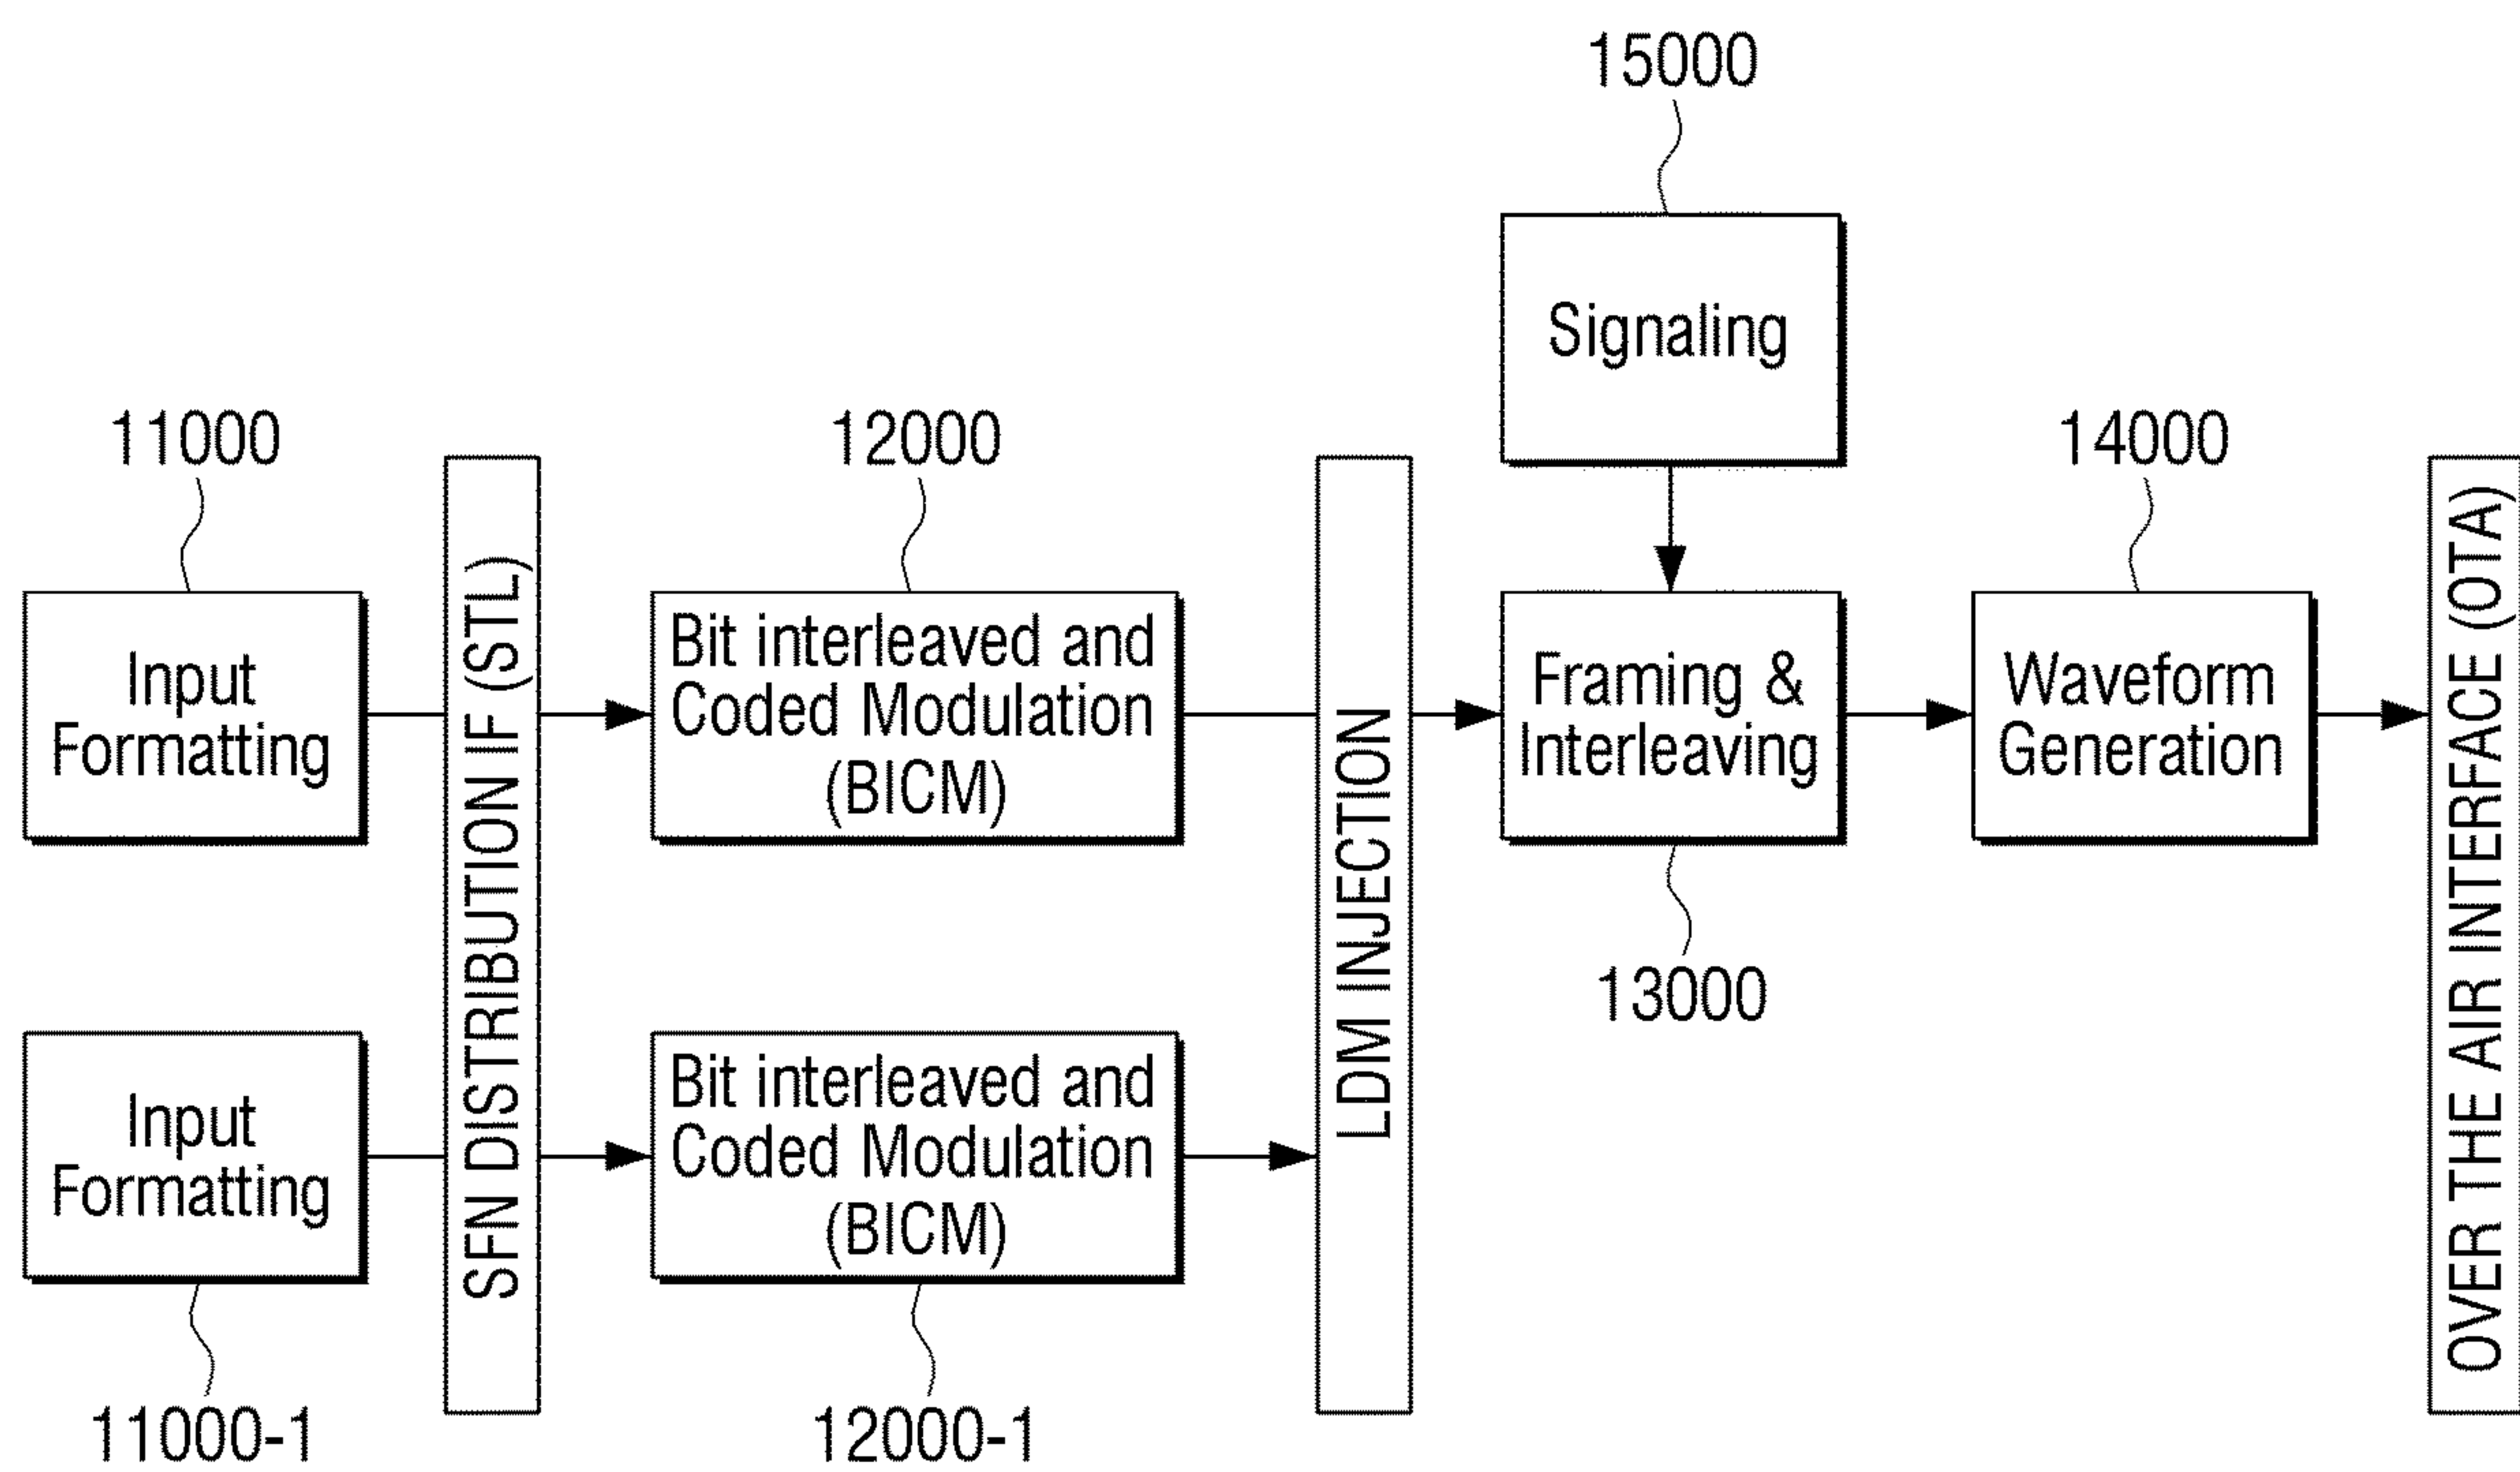 15000
Signaling
11000
12000
14000
Input
Formatting
SFN DISTRIBUTION IF (STL)
Bit interleaved and
Coded Modulation
(BICM)
LDM INJECTION
Framing &
Interleaving
Waveform
Generation
OVER THE AIR INTERFACE (OTA)
13000
Input
Formatting
Bit interleaved and
Coded Modulation
(BICM)
11000-1
12000-1